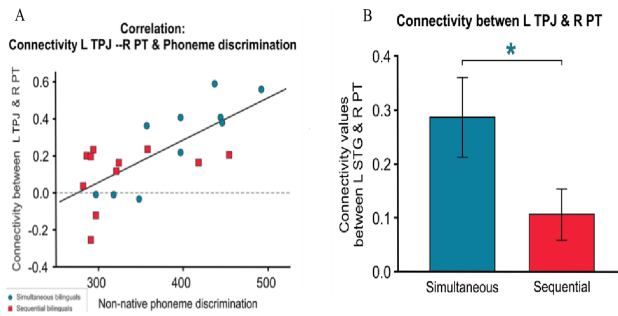 A
Correlation:
Connectivity L TPJ --R PT & Phoneme discrimination
Connectivity between L TPJ & R PT
0.6
0.4
0.2
0.0
-0.2
-0.4
300
400
500
Non-native phoneme discrimination
Simultaneous bilinguals
Sequential bilinguals
B
Connectivity betwen L TPJ & R PT
*
Connectivity values
between L STG & R PT
0.4
0.3
0.2
0.1
0.0
Simultaneous
Sequential